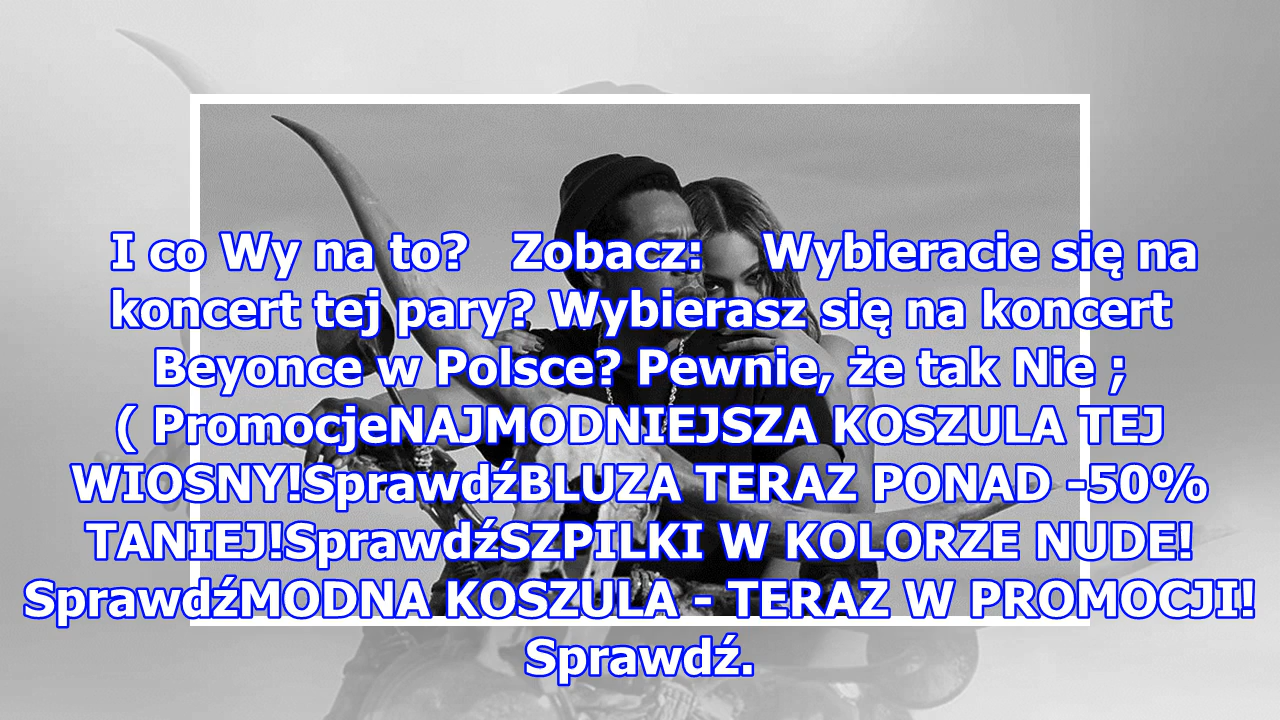 I co Wy na to? Zobacz: Wybieracie się na
koncert tej pary? Wybierasz się na koncert
Beyonce w Polsce? Pewnie, że tak Nie ;
( PromocjeNAJMODNIEJSZA KOSZULA TEJ
WIOSNY!SprawdźBLUZA TERAZ PONAD -50%
TANIEJ!SprawdźSZPILKI W KOLORZE NUDE!
SprawdźMODNA KOSZULA - TERAZ W PROMOCJI!
Sprawdź.